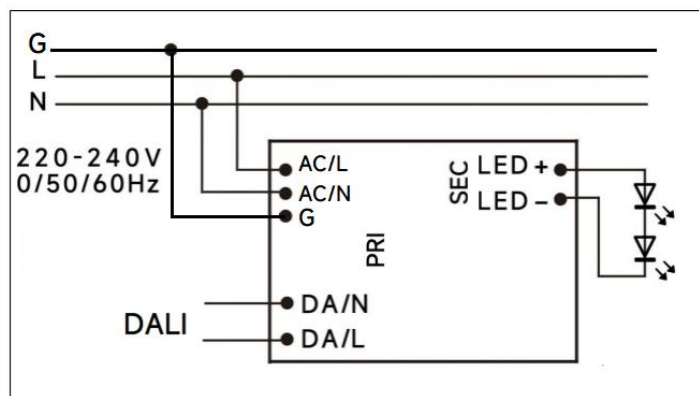 G
L
N
220-240V
0/50/60Hz
AC/L
AC/N
G
PRI
SEC
LED +
LED -
DALI
DA/N
DA/L